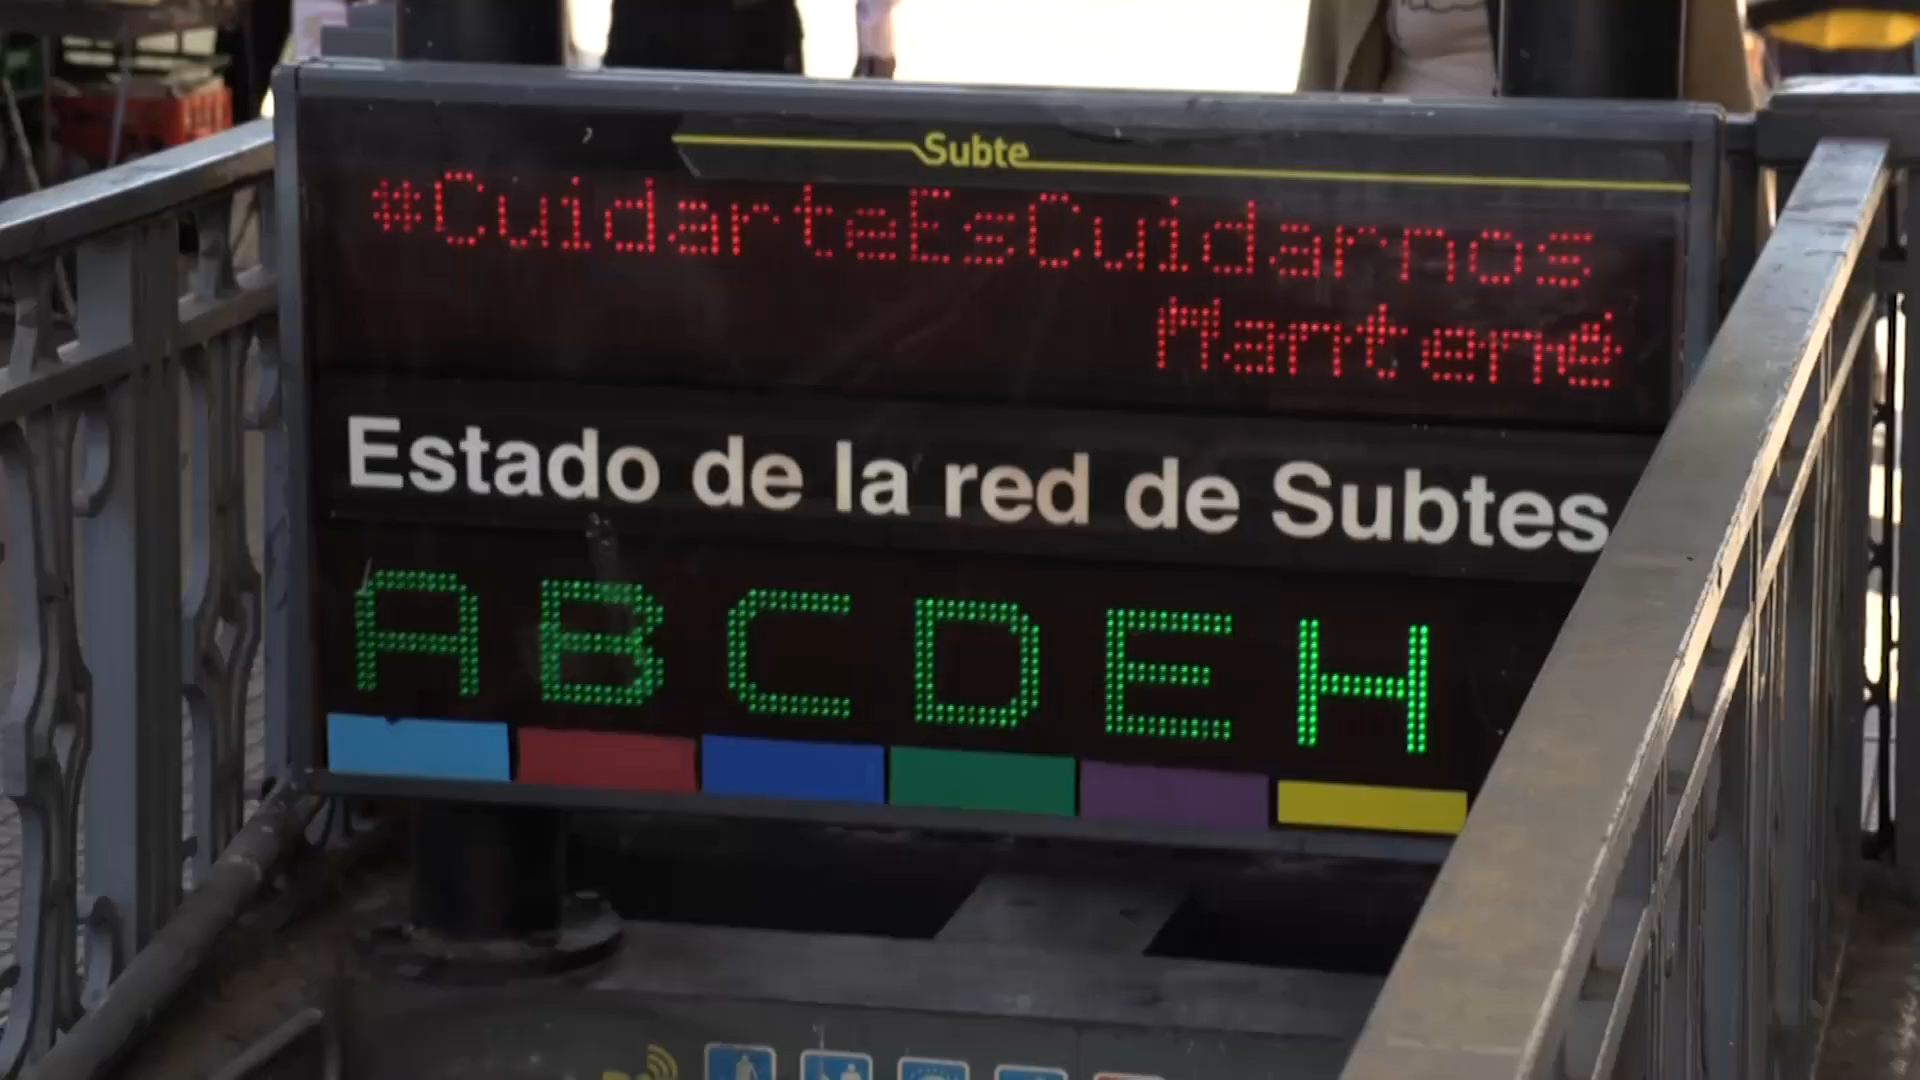 Subte
#CuidarteEsCuidarnos
Mantené
Estado de la red de Subtes
A B C D E H